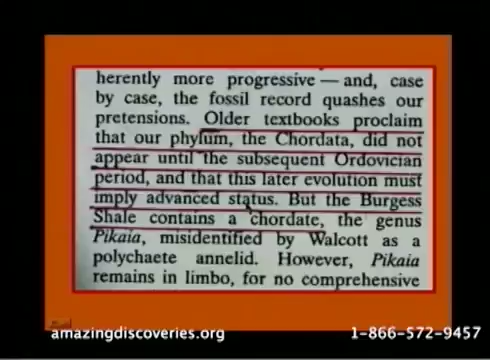 herently more progressive — and, case
by case, the fossil record quashes our
pretensions. Older textbooks proclaim
that our phylum, the Chordata, did not
appear until the subsequent Ordovician
period, and that this later evolution must
imply advanced status. But the Burgess
Shale contains a chordate, the genus
Pikaia, misidentified by Walcott as a
polychaete annelid. However, Pikaia
remains in limbo, for no comprehensive
amazingdiscoveries.org 1-866-572-9457